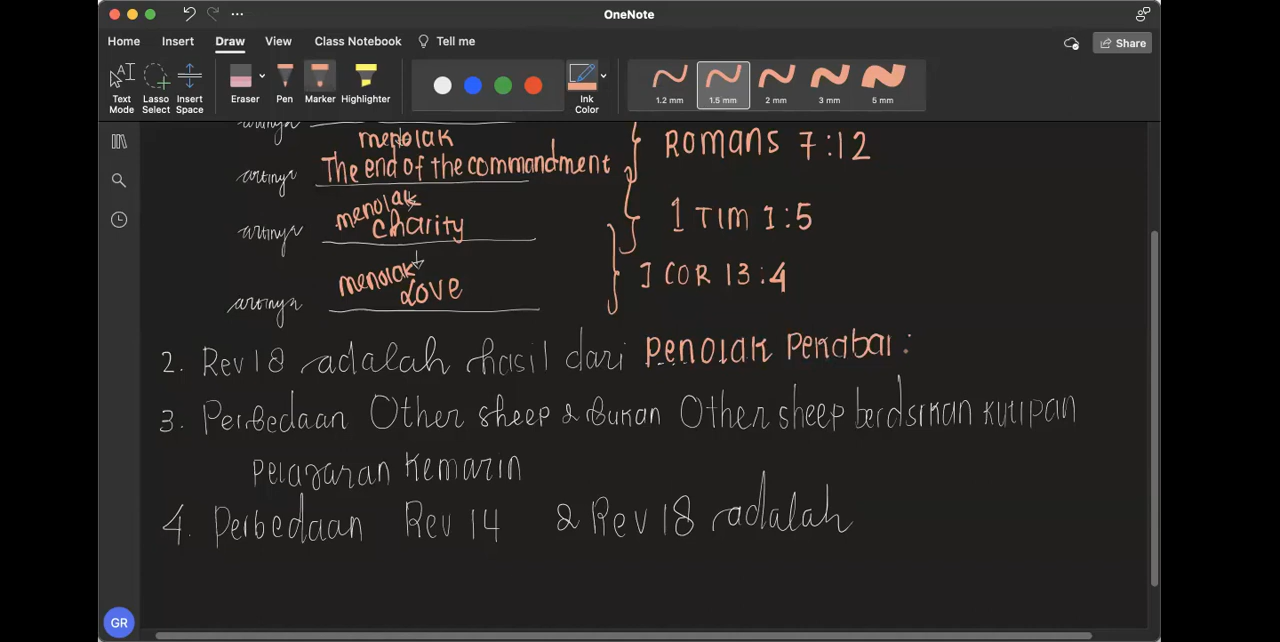 OneNote
Home Insert Draw View Class Notebook Tell me
Share
Text Mode
Lasso Select
Insert Space
Eraser
Pen
Marker
Highlighter
Ink Color
1.2 mm
1.5 mm
2 mm
3 mm
5 mm
artinya
menolak
artinya The end of the commandment
Romans 7:12
menolak
artinya charity
1 TIM 1:5
menolak
artinya Love
I COR 13:4
2. Rev 18 adalah hasil dari Penolak Pekabar:
3. Perbedaan Other sheep & Bukan Other sheep berdsrkan kutipan
pelajaran kemarin
4. Perbedaan Rev 14 & Rev 18 adalah
GR